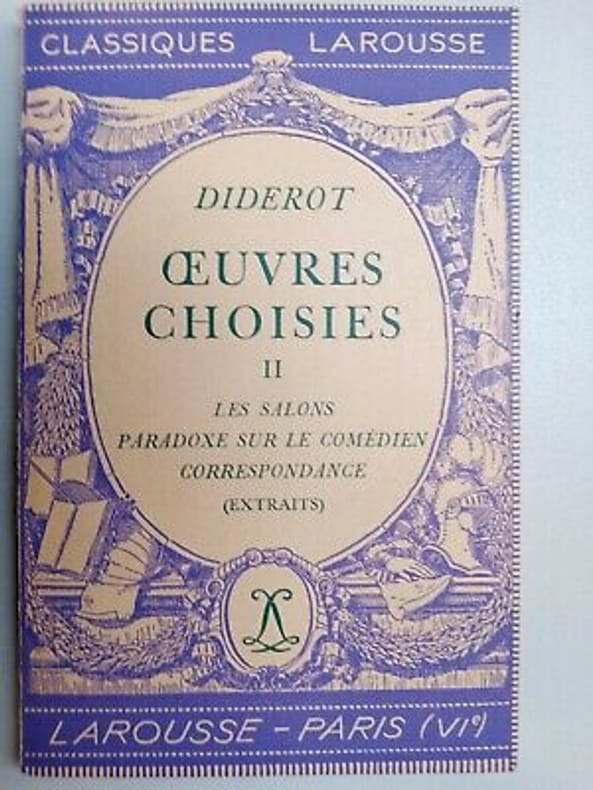 CLASSIQUES LAROUSSE
DIDEROT
ŒUVRES
CHOISIES
II
LES SALONS
PARADOXE SUR LE COMÉDIEN
CORRESPONDANCE
(EXTRAITS)
LAROUSSE – PARIS (VIᵉ)